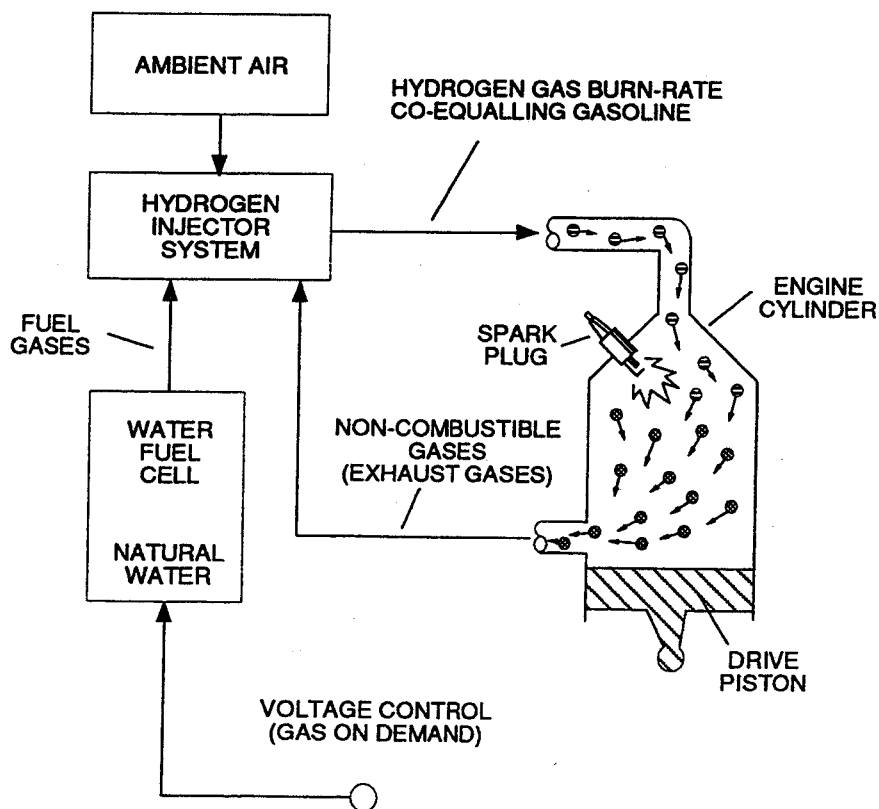 AMBIENT AIR
HYDROGEN GAS BURN-RATE
CO-EQUALLING GASOLINE
HYDROGEN
INJECTOR
SYSTEM
ENGINE
CYLINDER
SPARK
PLUG
FUEL
GASES
NON-COMBUSTIBLE
GASES
(EXHAUST GASES)
WATER
FUEL
CELL
NATURAL
WATER
DRIVE
PISTON
VOLTAGE CONTROL
(GAS ON DEMAND)